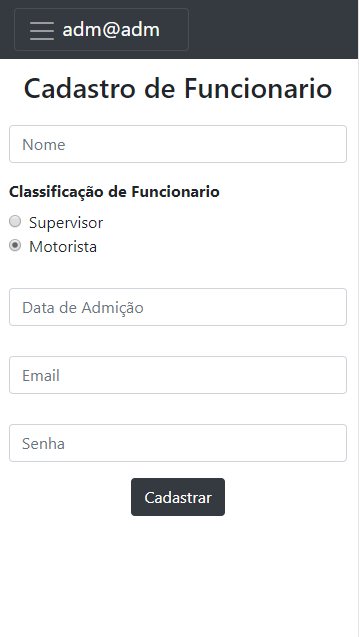 adm@adm
Cadastro de Funcionario
Nome
Classificação de Funcionario
Supervisor
Motorista
Data de Admição
Email
Senha
Cadastrar